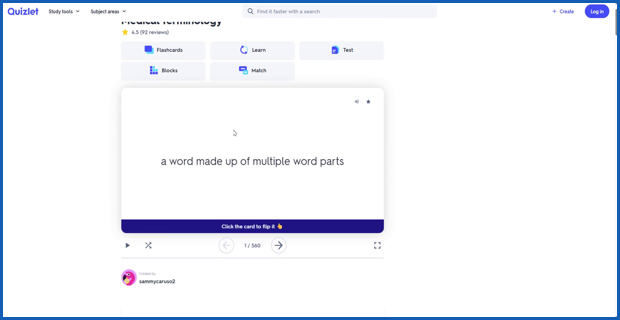 Quizlet
Study tools
Subject areas
Find it faster with a search
+ Create
Log in
Medical Terminology
4.5 (92 reviews)
Flashcards
Learn
Test
Blocks
Match
a word made up of multiple word parts
Click the card to flip it 👆
1 / 560
Created by
sammycaruso2